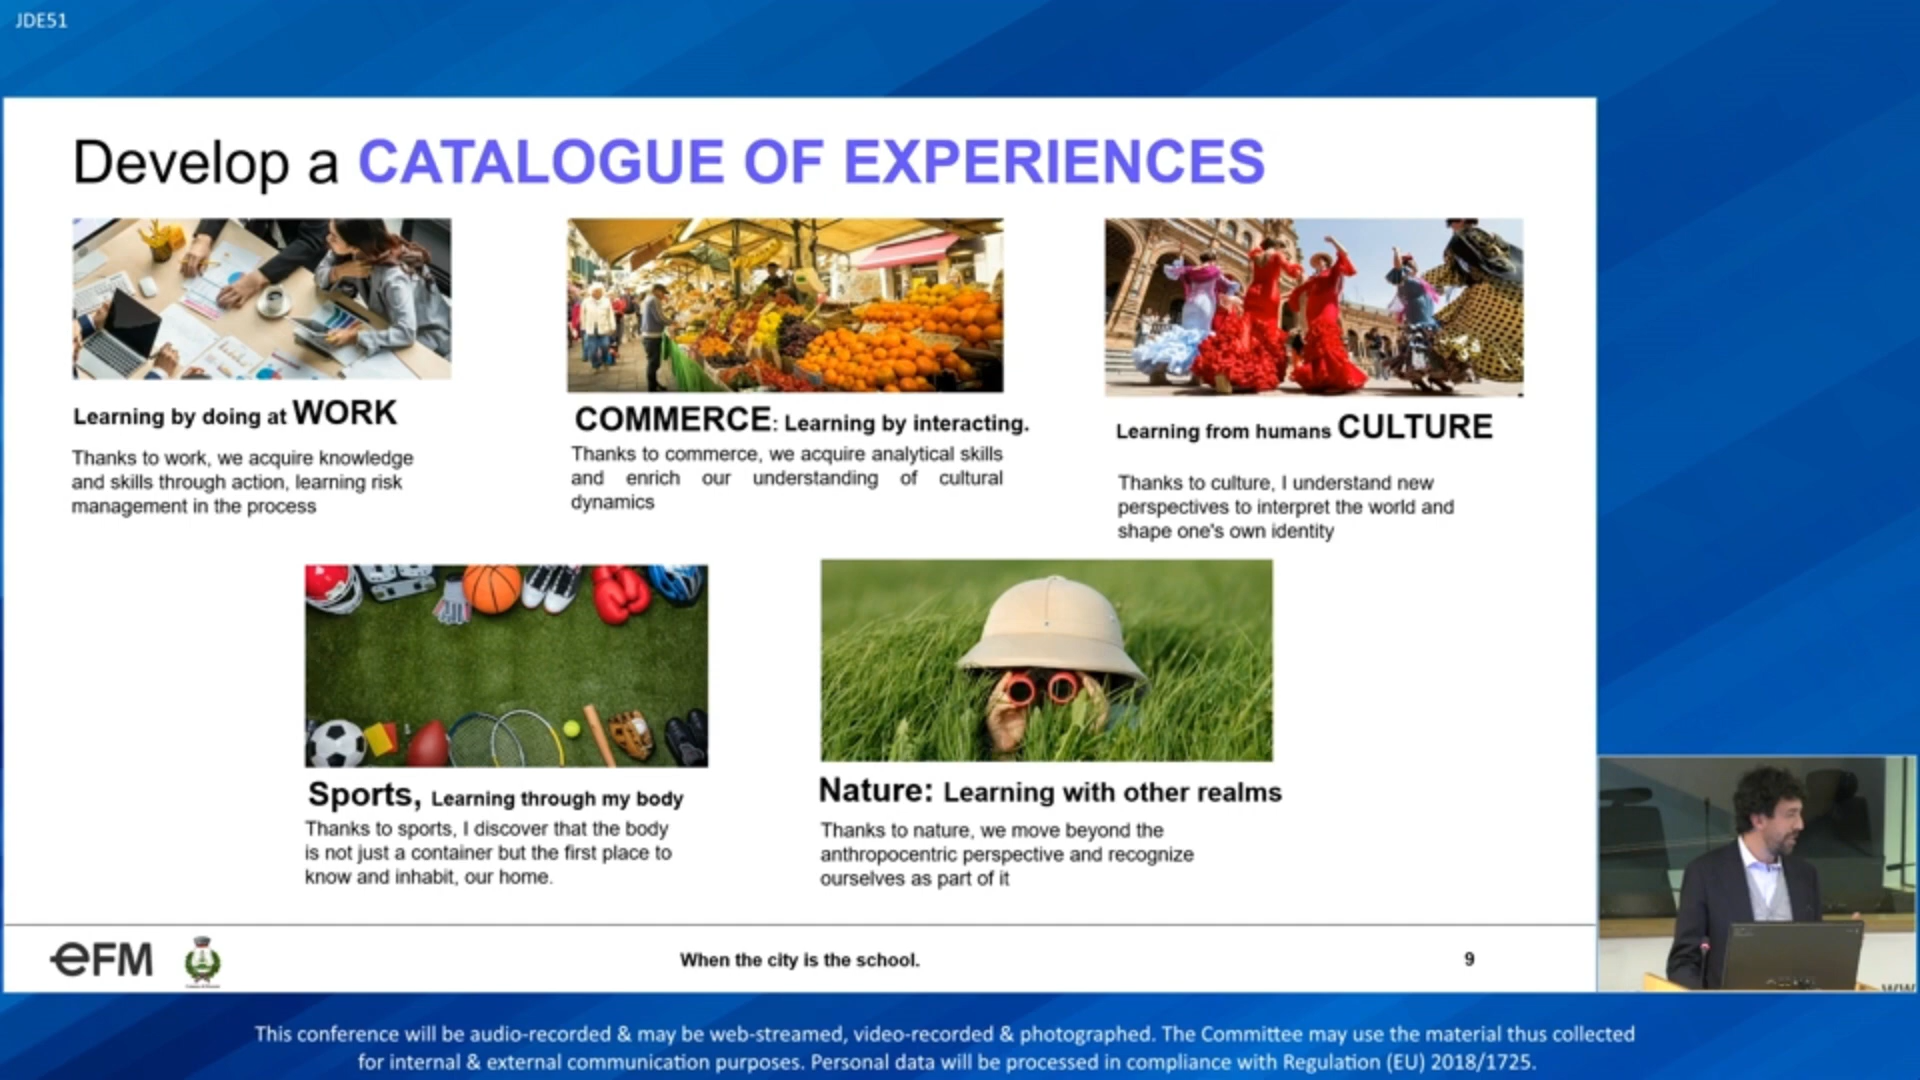 JDE51
Develop a CATALOGUE OF EXPERIENCES
Learning by doing at WORK
Thanks to work, we acquire knowledge
and skills through action, learning risk
management in the process
COMMERCE: Learning by interacting.
Thanks to commerce, we acquire analytical skills
and enrich our understanding of cultural
dynamics
Learning from humans CULTURE
Thanks to culture, I understand new
perspectives to interpret the world and
shape one's own identity
Sports, Learning through my body
Thanks to sports, I discover that the body
is not just a container but the first place to
know and inhabit, our home.
Nature: Learning with other realms
Thanks to nature, we move beyond the
anthropocentric perspective and recognize
ourselves as part of it
eFM
When the city is the school.
9
This conference will be audio-recorded & may be web-streamed, video-recorded & photographed. The Committee may use the material thus collected
for internal & external communication purposes. Personal data will be processed in compliance with Regulation (EU) 2018/1725.